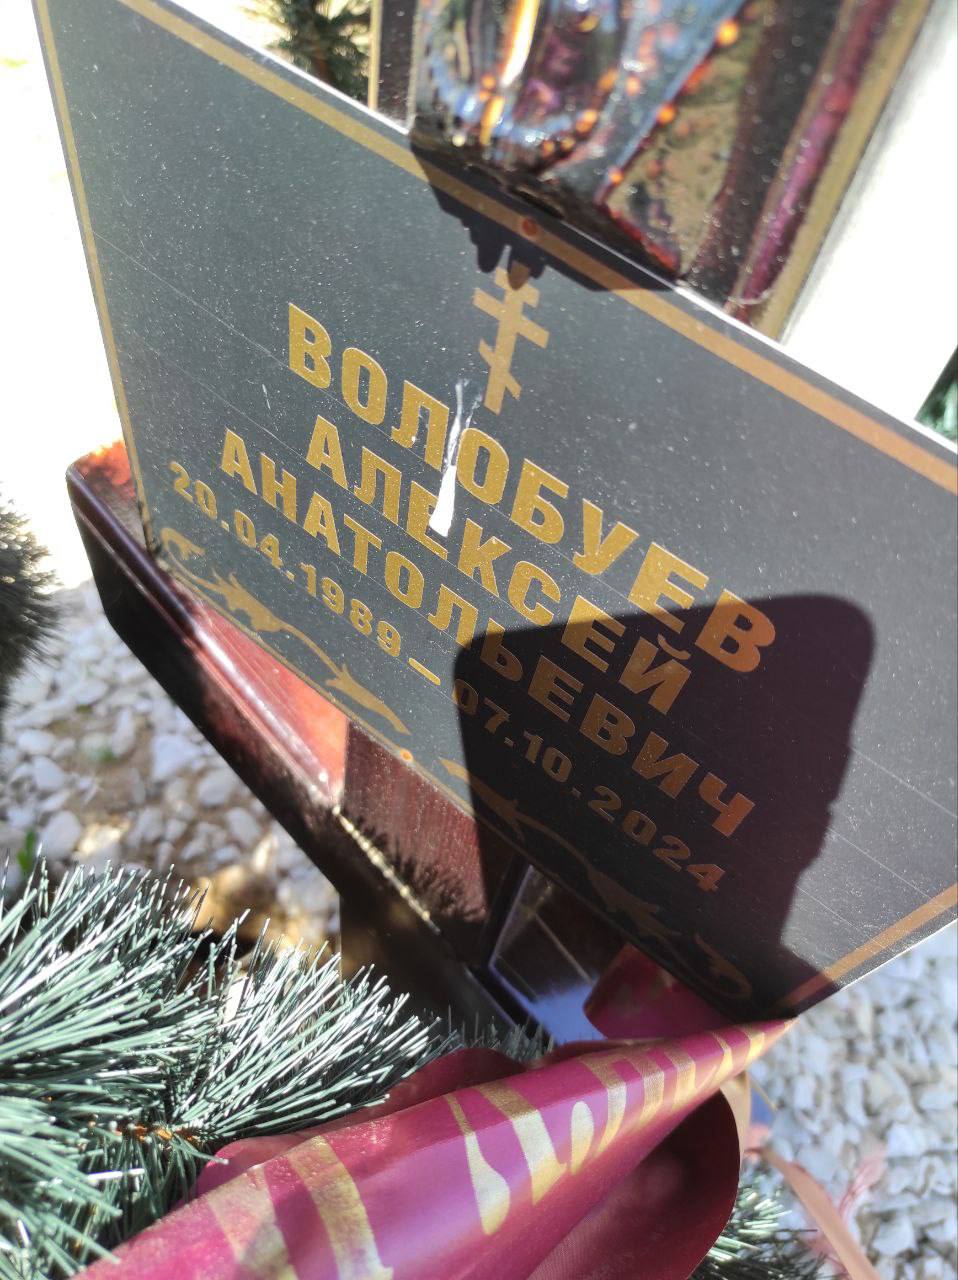 ВОЛОБУЕВ
АЛЕКСЕЙ
АНАТОЛЬЕВИЧ
20.04.1989 — 07.10.2024